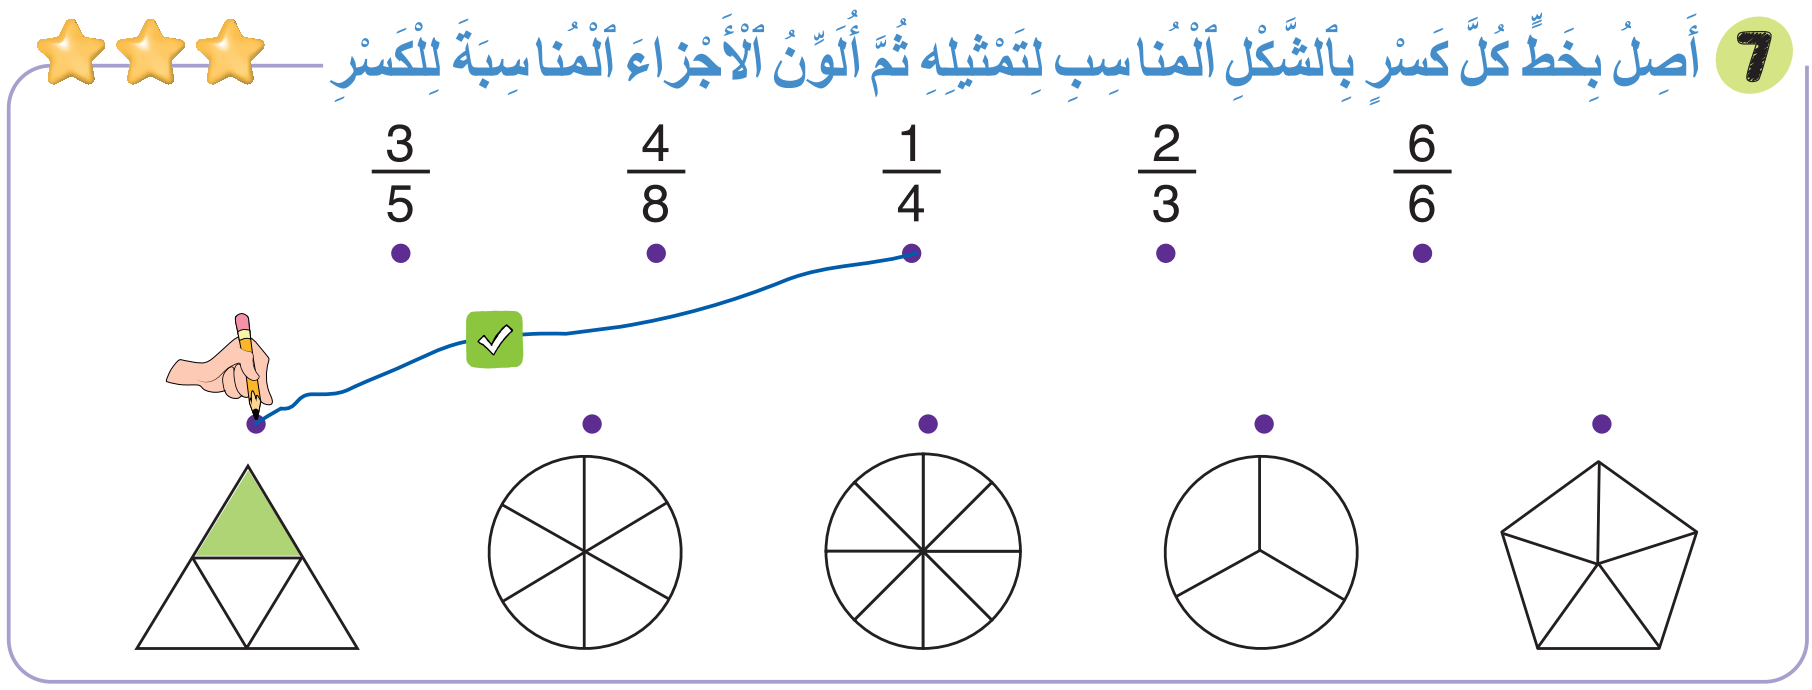 7 أَصِلُ بِخَطٍّ كُلَّ كَسْرٍ بِٱلشَّكْلِ ٱلْمُناسِبِ لِتَمْثيلِهِ ثُمَّ أُلَوِّنُ ٱلْأَجْزاءَ ٱلْمُناسِبَةَ لِلْكَسْرِ
3 4 1 2 6
5 8 4 3 6